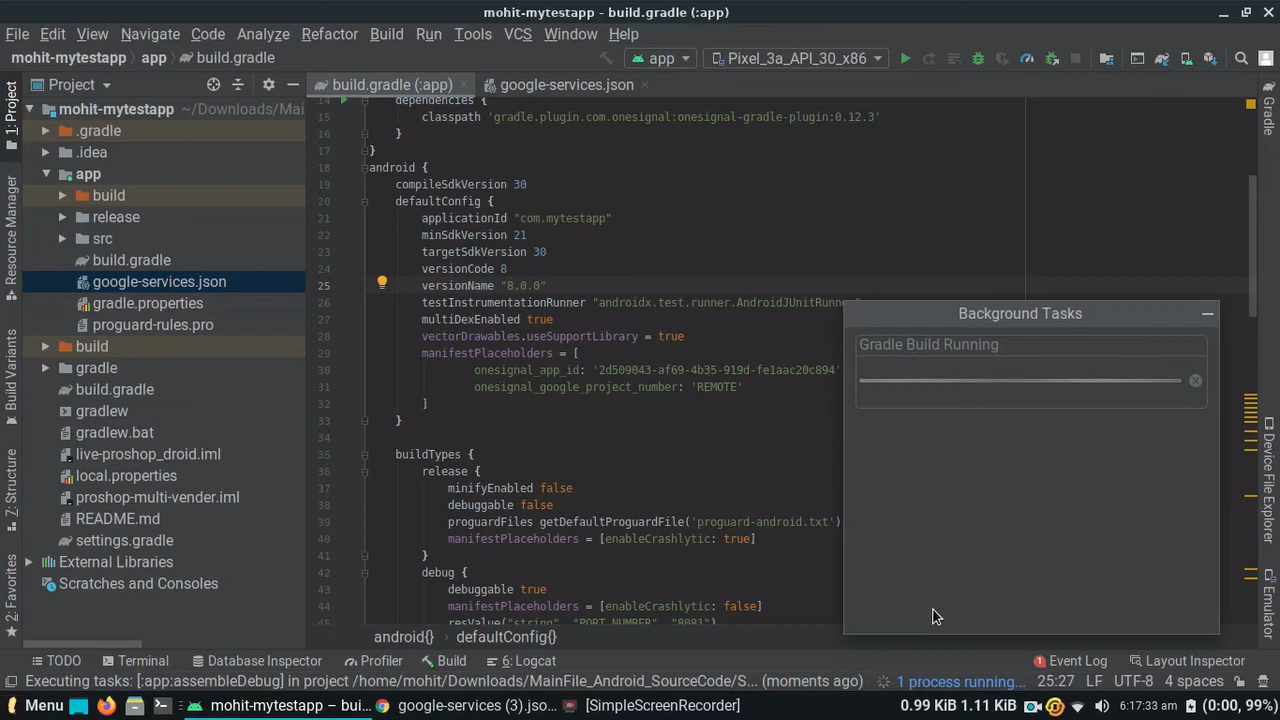 mohit-mytestapp – build.gradle (:app)
File Edit View Navigate Code Analyze Refactor Build Run Tools VCS Window Help
mohit-mytestapp app build.gradle app Pixel_3a_API_30_x86
Project build.gradle (:app) google-services.json
1: Project
Resource Manager
Build Variants
7: Structure
2: Favorites
mohit-mytestapp ~/Downloads/Mai
.gradle
.idea
app
build
release
src
build.gradle
google-services.json
gradle.properties
proguard-rules.pro
build
gradle
build.gradle
gradlew
gradlew.bat
live-proshop_droid.iml
local.properties
proshop-multi-vender.iml
README.md
settings.gradle
External Libraries
Scratches and Consoles
14 dependencies {
15 classpath 'gradle.plugin.com.onesignal:onesignal-gradle-plugin:0.12.3'
16 }
17 }
18 android {
19 compileSdkVersion 30
20 defaultConfig {
21 applicationId "com.mytestapp"
22 minSdkVersion 21
23 targetSdkVersion 30
24 versionCode 8
25 versionName "8.0.0"
26 testInstrumentationRunner "androidx.test.runner.AndroidJUnitRunner"
27 multiDexEnabled true
28 vectorDrawables.useSupportLibrary = true
29 manifestPlaceholders = [
30 onesignal_app_id: '2d509043-af69-4b35-919d-fe1aac20c894'
31 onesignal_google_project_number: 'REMOTE'
32 ]
33 }
34
35 buildTypes {
36 release {
37 minifyEnabled false
38 debuggable false
39 proguardFiles getDefaultProguardFile('proguard-android.txt')
40 manifestPlaceholders = [enableCrashlytic: true]
41 }
42 debug {
43 debuggable true
44 manifestPlaceholders = [enableCrashlytic: false]
45 resValue("string", "PORT_NUMBER", "8081")
android{} defaultConfig{}
Background Tasks
Gradle Build Running
Gradle
Device File Explorer
Emulator
TODO Terminal Database Inspector Profiler Build 6: Logcat Event Log Layout Inspector
Executing tasks: [:app:assembleDebug] in project /home/mohit/Downloads/MainFile_Android_SourceCode/S... (moments ago) 1 process running... 25:27 LF UTF-8 4 spaces
Menu mohit-mytestapp – bui... google-services (3).jso... [SimpleScreenRecorder] 0.99 KiB 1.11 KiB 6:17:33 am (0:00, 99%)